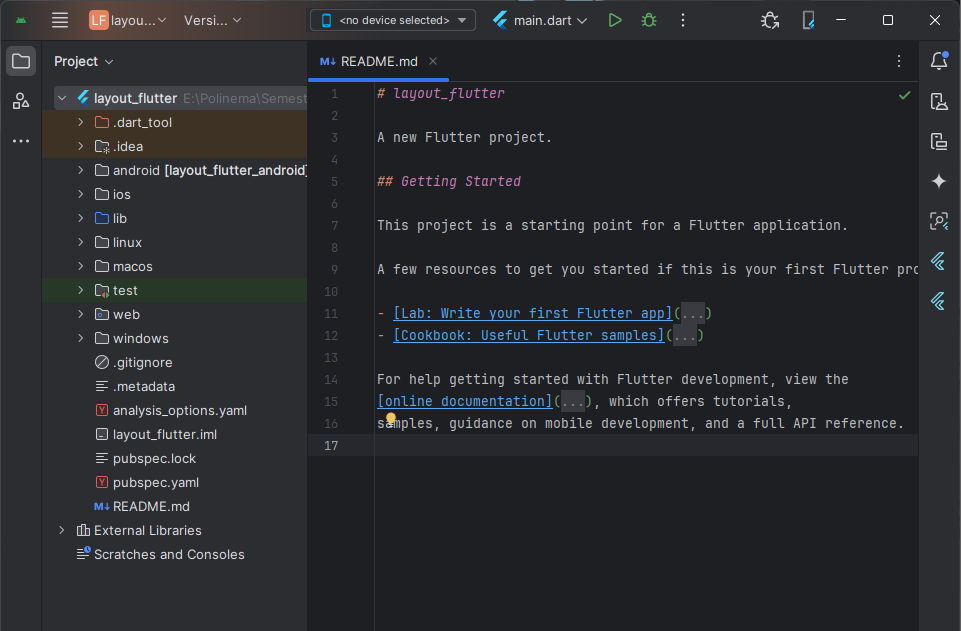 LF layou...
Versi...
<no device selected>
main.dart
Project
M↓ README.md
layout_flutter E:\Polinema\Semest
.dart_tool
.idea
android [layout_flutter_android]
ios
lib
linux
macos
test
web
windows
.gitignore
.metadata
Y analysis_options.yaml
layout_flutter.iml
pubspec.lock
Y pubspec.yaml
M↓ README.md
External Libraries
Scratches and Consoles
1 # layout_flutter
2
3 A new Flutter project.
4
5 ## Getting Started
6
7 This project is a starting point for a Flutter application.
8
9 A few resources to get you started if this is your first Flutter pro
10
11 - [Lab: Write your first Flutter app](...)
12 - [Cookbook: Useful Flutter samples](...)
13
14 For help getting started with Flutter development, view the
15 [online documentation](...), which offers tutorials,
16 samples, guidance on mobile development, and a full API reference.
17